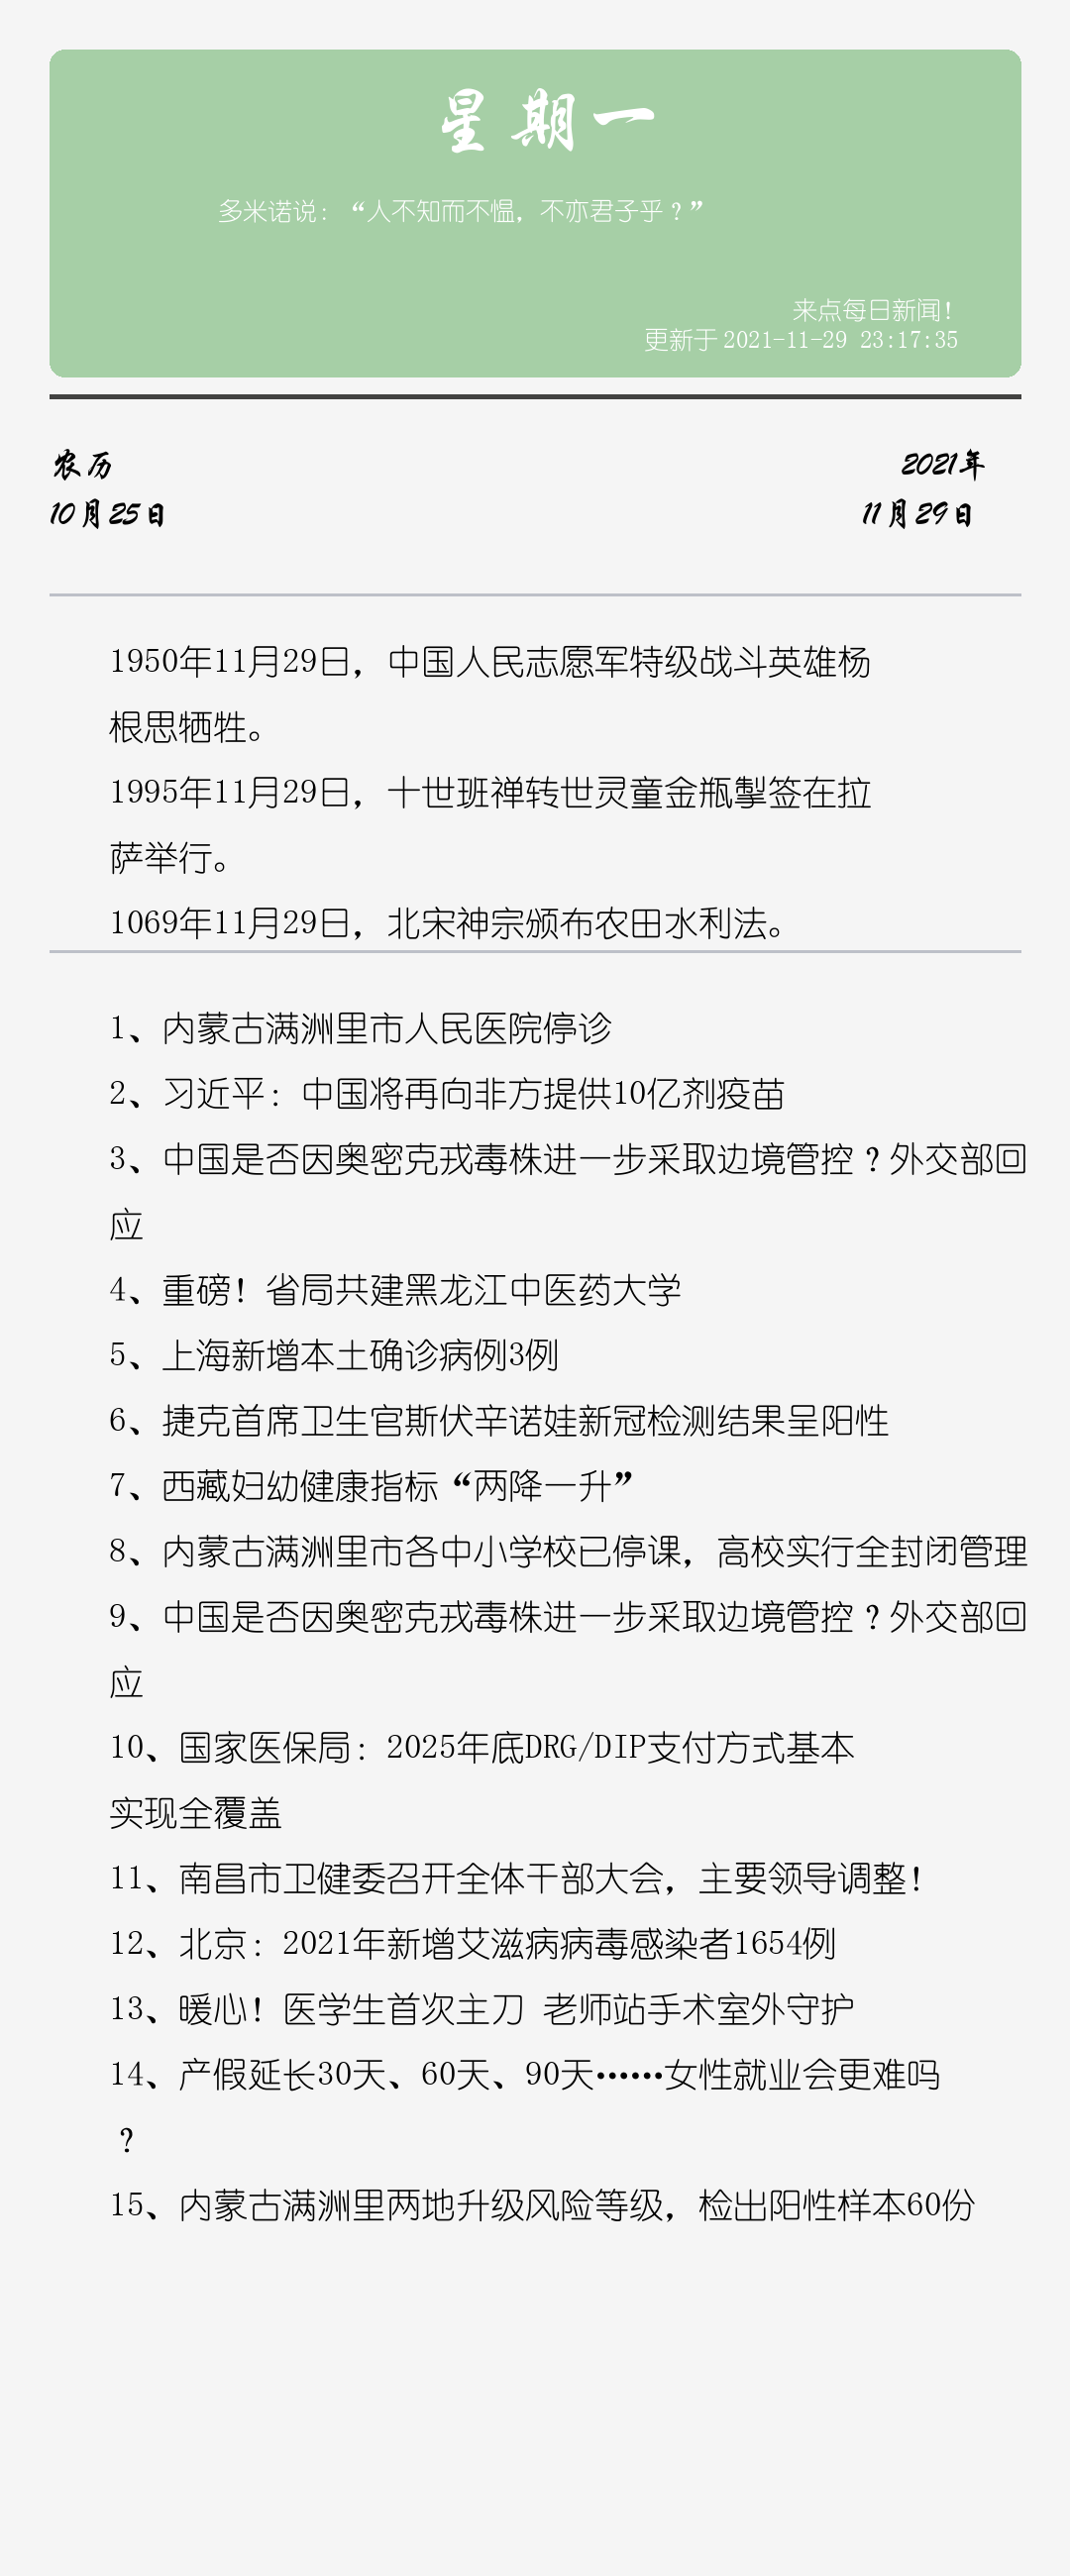 星期一
多米诺说：“人不知而不愠，不亦君子乎？”
来点每日新闻！
更新于 2021-11-29 23:17:35
农历
2021年
10月25日
11月29日
1950年11月29日，中国人民志愿军特级战斗英雄杨
根思牺牲。
1995年11月29日，十世班禅转世灵童金瓶掣签在拉
萨举行。
1069年11月29日，北宋神宗颁布农田水利法。
1、内蒙古满洲里市人民医院停诊
2、习近平：中国将再向非方提供10亿剂疫苗
3、中国是否因奥密克戎毒株进一步采取边境管控？外交部回
应
4、重磅！省局共建黑龙江中医药大学
5、上海新增本土确诊病例3例
6、捷克首席卫生官斯伏辛诺娃新冠检测结果呈阳性
7、西藏妇幼健康指标“两降一升”
8、内蒙古满洲里市各中小学校已停课，高校实行全封闭管理
9、中国是否因奥密克戎毒株进一步采取边境管控？外交部回
应
10、国家医保局：2025年底DRG/DIP支付方式基本
实现全覆盖
11、南昌市卫健委召开全体干部大会，主要领导调整！
12、北京：2021年新增艾滋病病毒感染者1654例
13、暖心！医学生首次主刀 老师站手术室外守护
14、产假延长30天、60天、90天……女性就业会更难吗
？
15、内蒙古满洲里两地升级风险等级，检出阳性样本60份